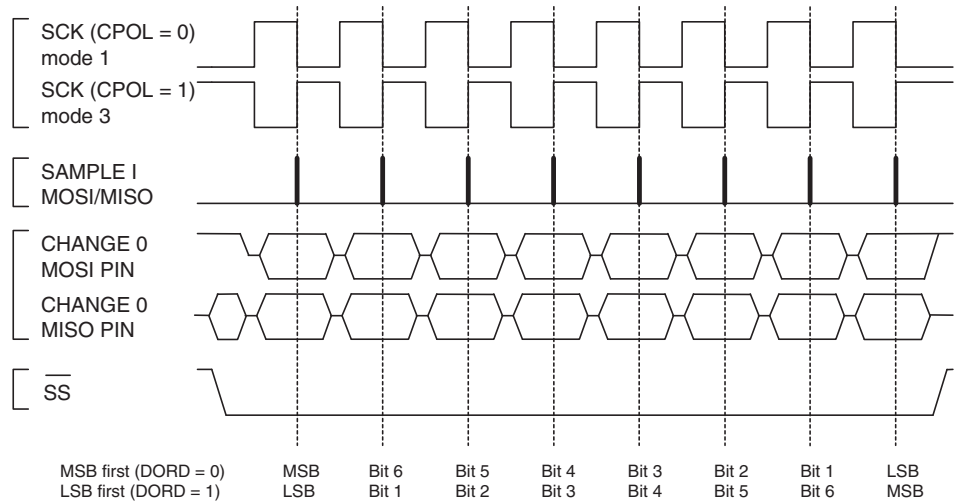 SCK (CPOL = 0)
mode 1
SCK (CPOL = 1)
mode 3
SAMPLE I
MOSI/MISO
CHANGE 0
MOSI PIN
CHANGE 0
MISO PIN
SS
MSB first (DORD = 0) MSB Bit 6 Bit 5 Bit 4 Bit 3 Bit 2 Bit 1 LSB
LSB first (DORD = 1) LSB Bit 1 Bit 2 Bit 3 Bit 4 Bit 5 Bit 6 MSB